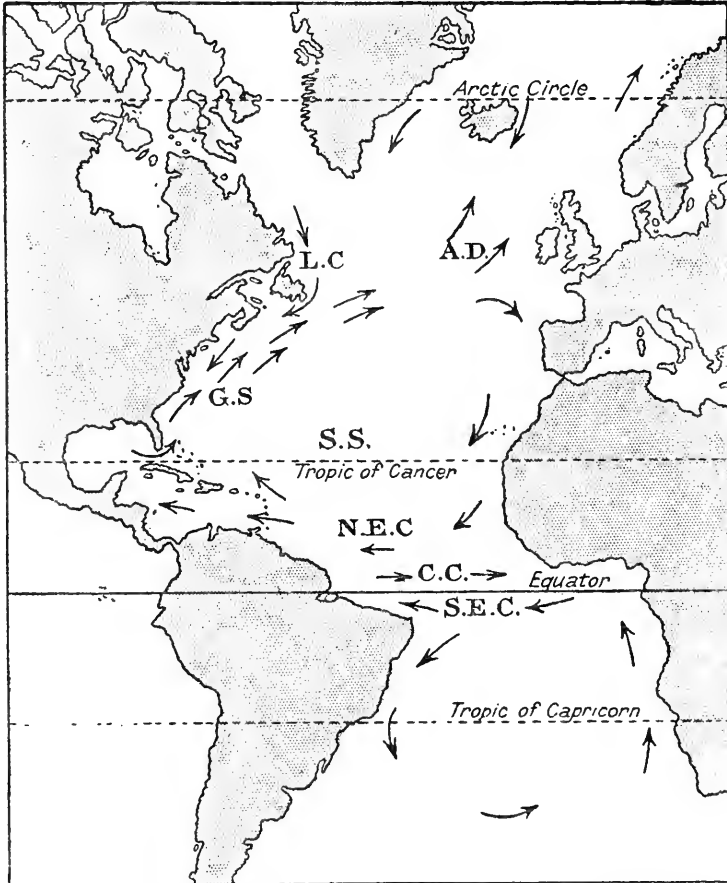 Arctic Circle
L.C
A.D.
G.S
S.S.
Tropic of Cancer
N.E.C
C.C.
Equator
S.E.C.
Tropic of Capricorn